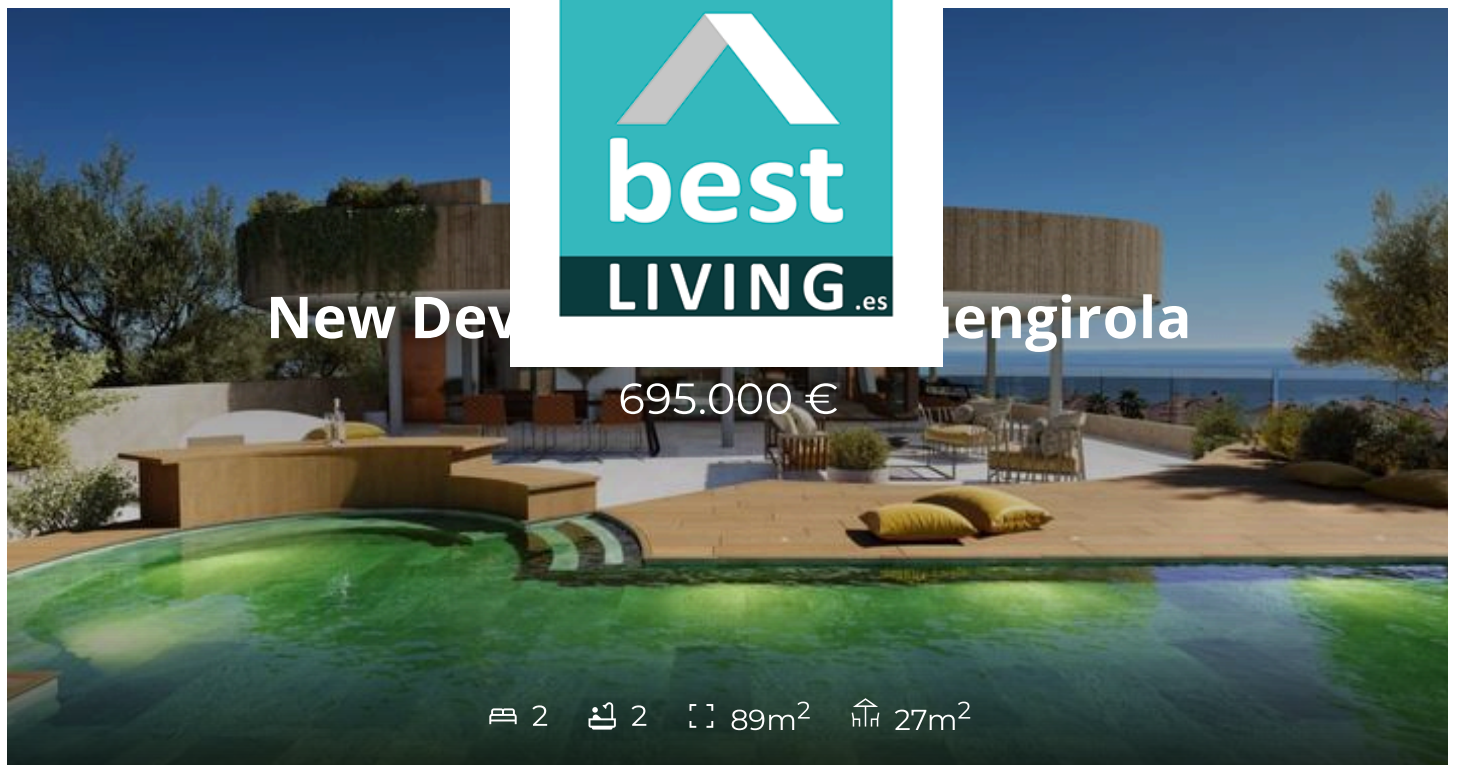 best
LIVING.es
New Dev uengirola
695.000 €
2 2 89m² 27m²